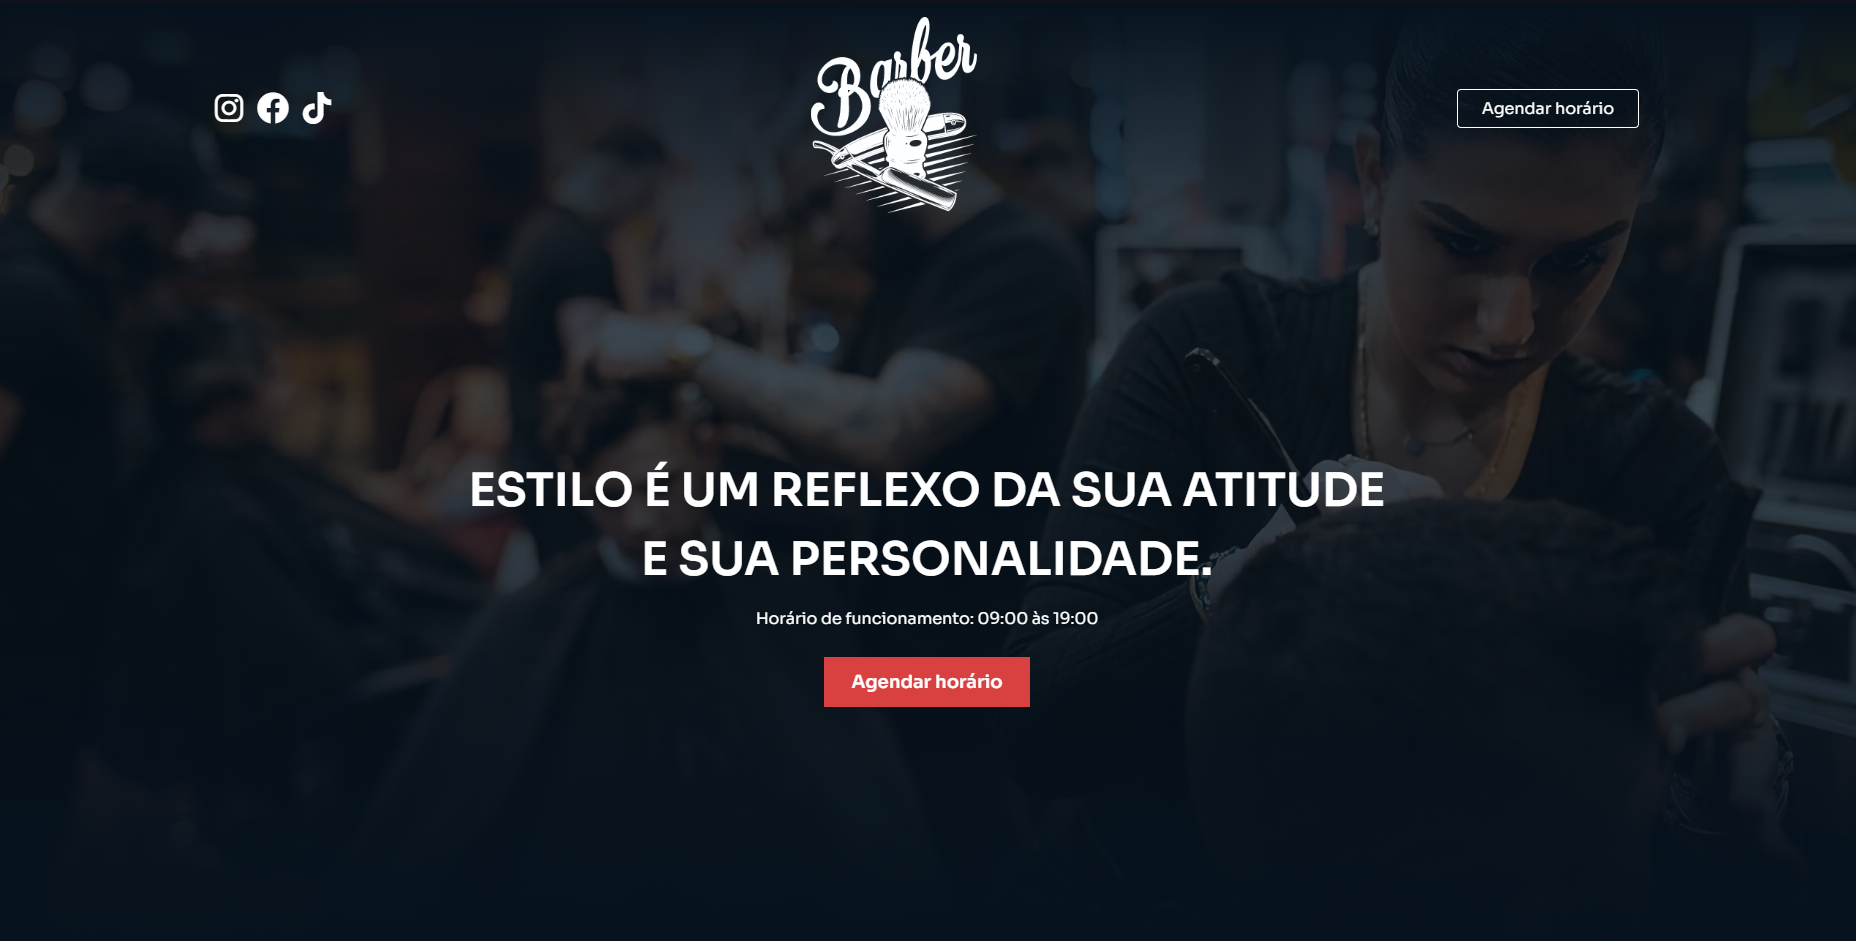 Barber
Agendar horário
ESTILO É UM REFLEXO DA SUA ATITUDE
E SUA PERSONALIDADE.
Horário de funcionamento: 09:00 às 19:00
Agendar horário